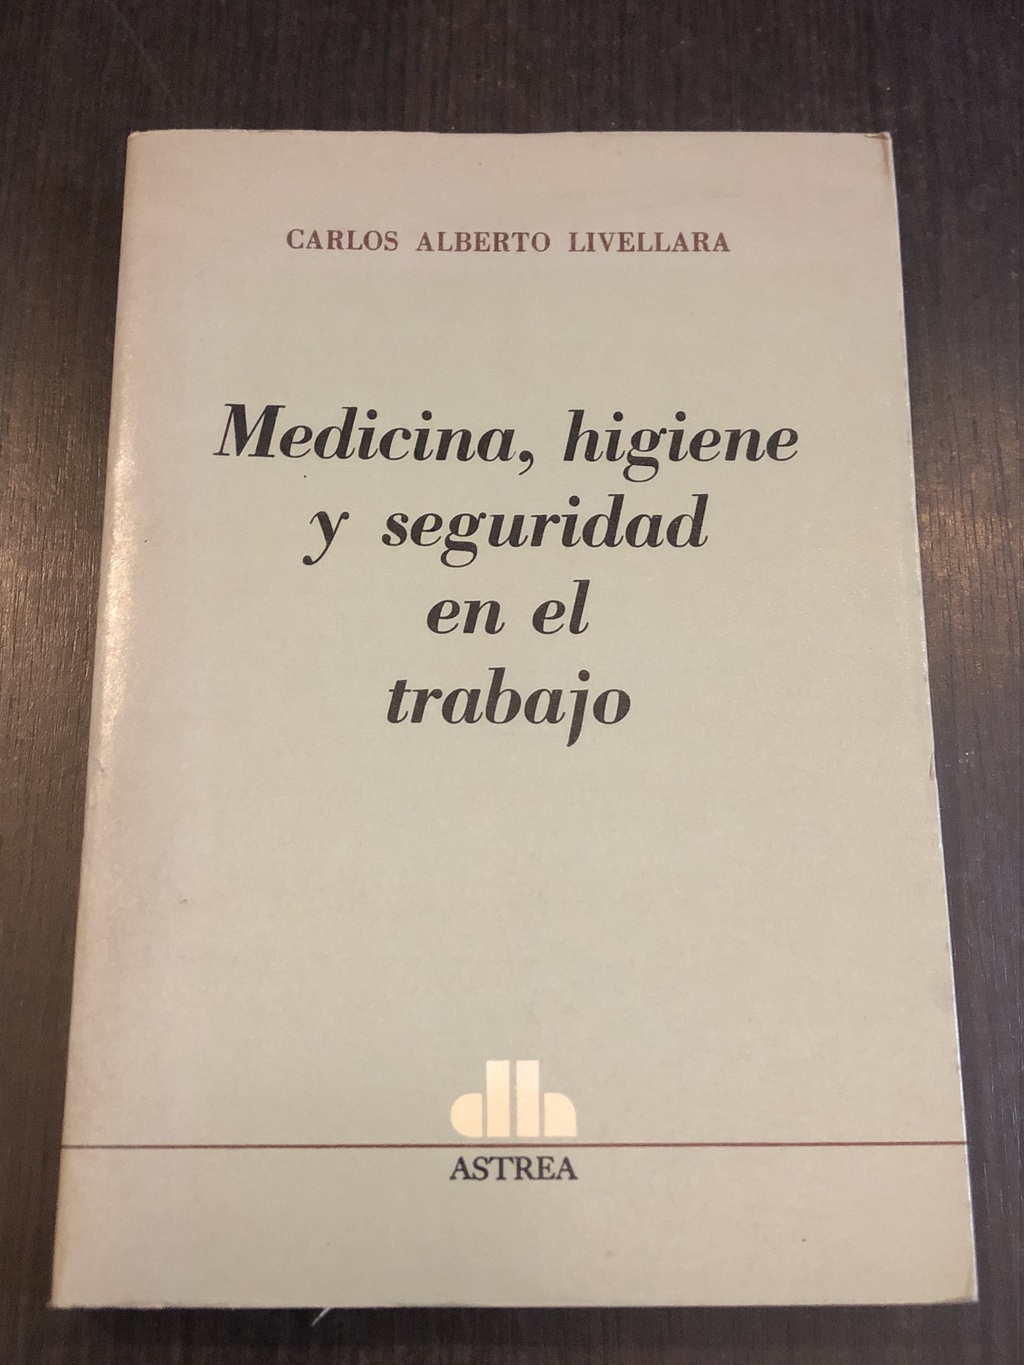 CARLOS ALBERTO LIVELLARA
Medicina, higiene
y seguridad
en el
trabajo
ASTREA